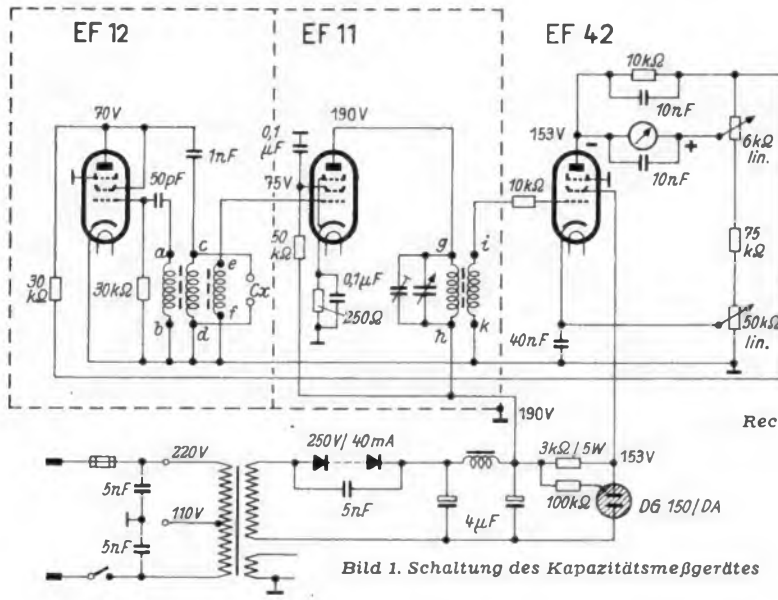 EF 12
EF 11
EF 42
70V
1nF
50pF
30
kΩ
30kΩ
a
b
c
d
e
f
Cx
0,1
µF
75V
50
kΩ
190V
0,1µF
250Ω
g
h
i
k
10kΩ
153V
10kΩ
10nF
-
+
10nF
6kΩ
lin.
75
kΩ
50kΩ
lin.
40nF
190V
Rec
220V
110V
5nF
5nF
250V/40mA
5nF
4µF
3kΩ/5W
100kΩ
153V
DG 150/DA
Bild 1. Schaltung des Kapazitätsmeßgerätes